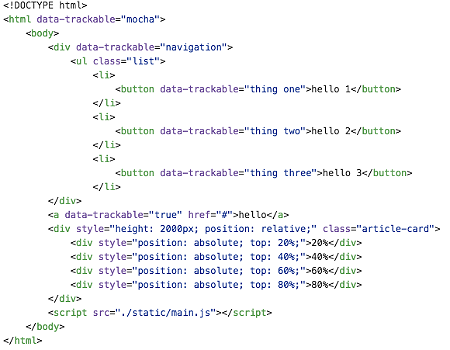 <!DOCTYPE html>
<html data-trackable="mocha">
<body>
<div data-trackable="navigation">
<ul class="list">
<li>
<button data-trackable="thing one">hello 1</button>
</li>
<li>
<button data-trackable="thing two">hello 2</button>
</li>
<li>
<button data-trackable="thing three">hello 3</button>
</li>
</div>
<a data-trackable="true" href="#">hello</a>
<div style="height: 2000px; position: relative;" class="article-card">
<div style="position: absolute; top: 20%;">20%</div>
<div style="position: absolute; top: 40%;">40%</div>
<div style="position: absolute; top: 60%;">60%</div>
<div style="position: absolute; top: 80%;">80%</div>
</div>
<script src="./static/main.js"></script>
</body>
</html>